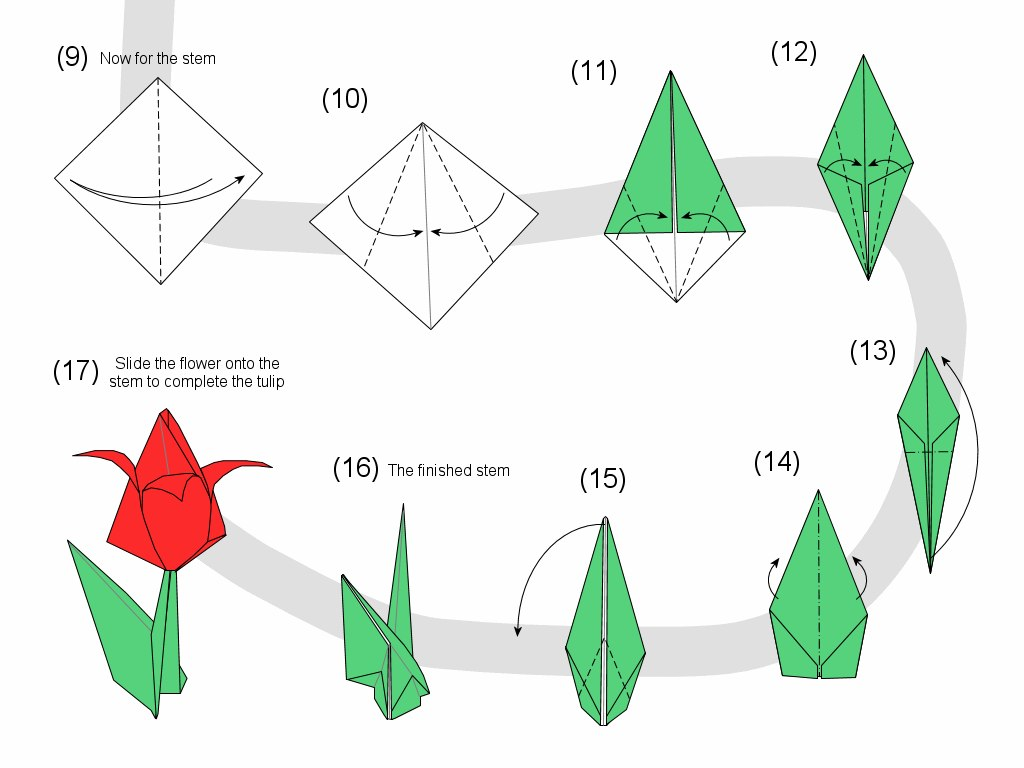 (9) Now for the stem
(10)
(11)
(12)
(13)
(14)
(15)
(16) The finished stem
(17) Slide the flower onto the
stem to complete the tulip